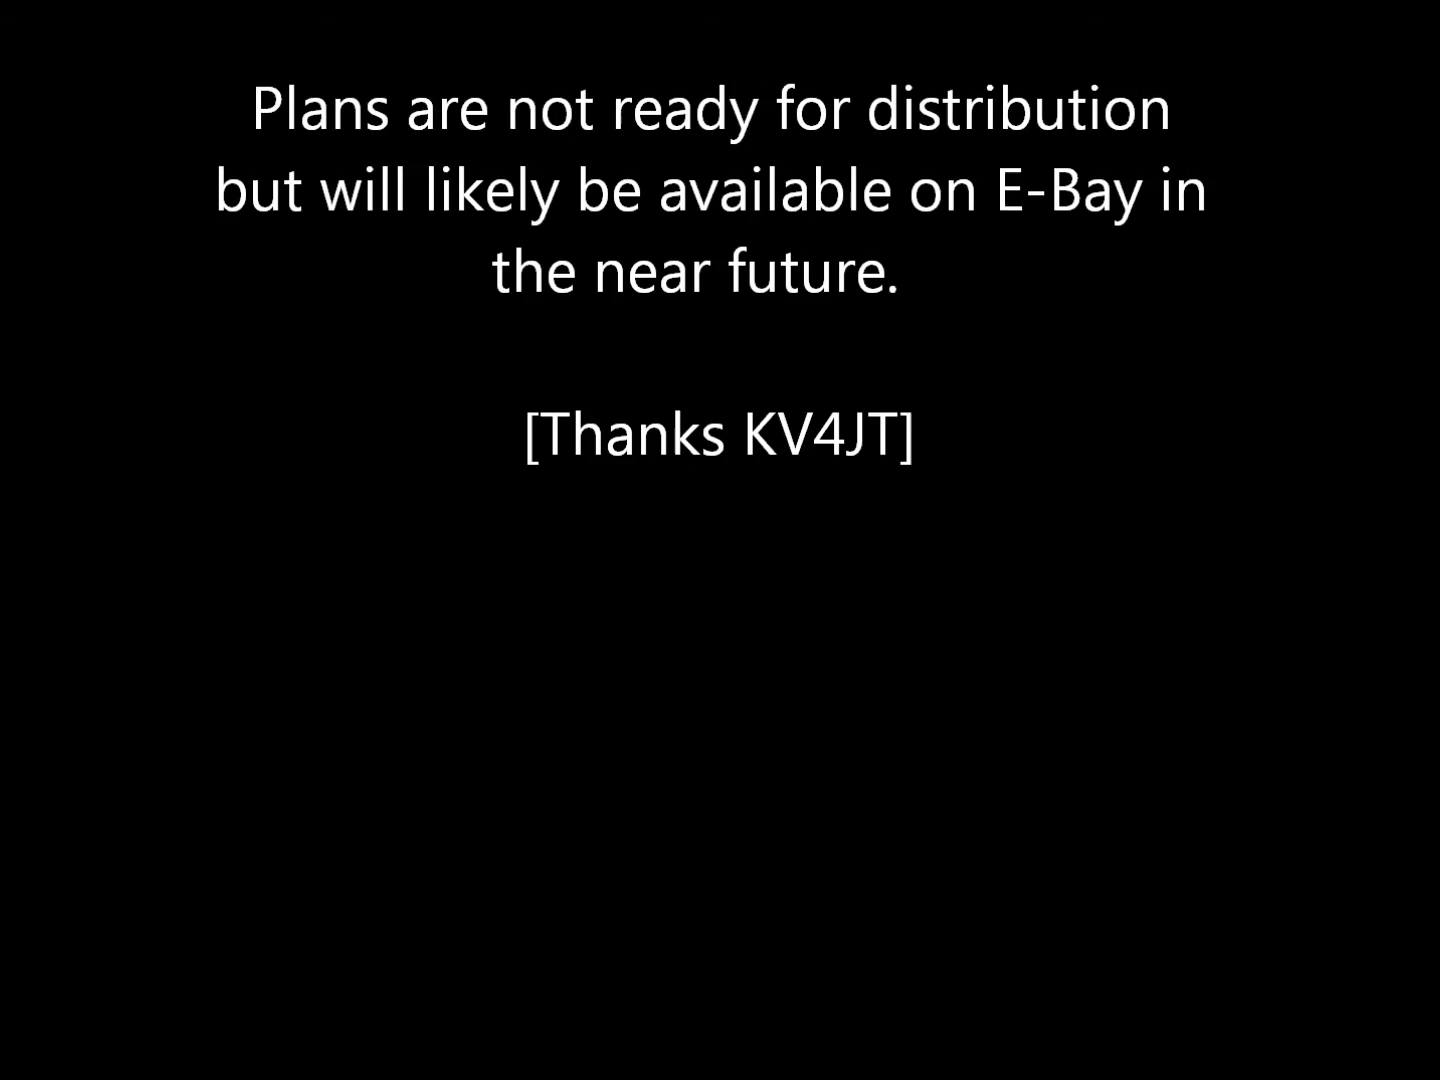 Plans are not ready for distribution
but will likely be available on E-Bay in
the near future.
[Thanks KV4JT]